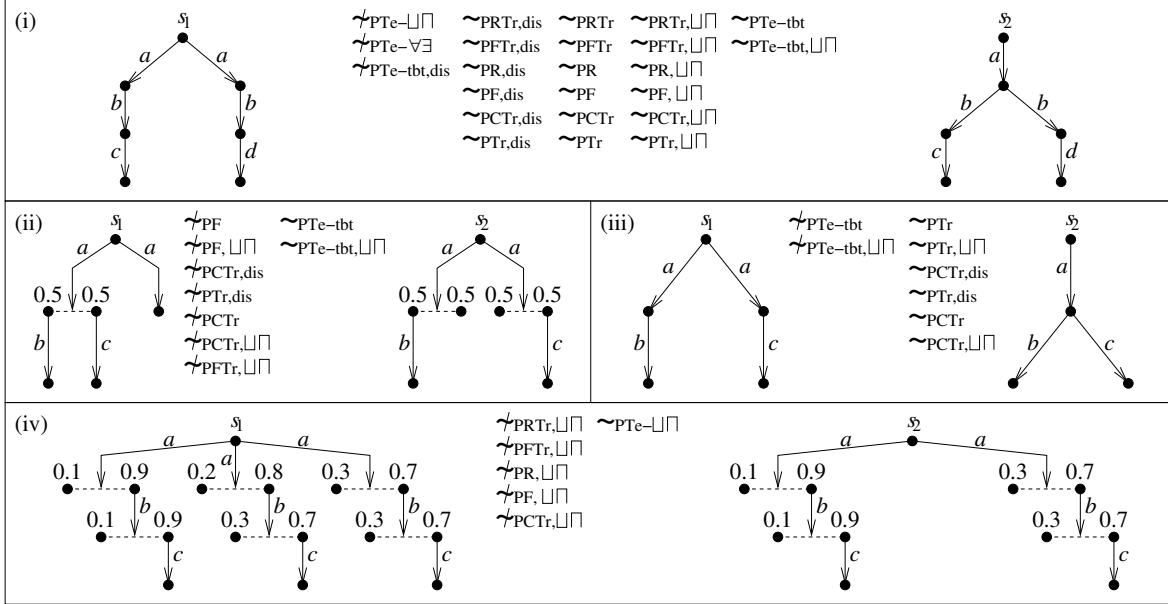 (i) s1 ≁PTe−⊔⊓ ∼PRTr,dis ∼PRTr ∼PRTr,⊔⊓ ∼PTe−tbt s2
≁PTe−∀∃ ∼PFTr,dis ∼PFTr ∼PFTr,⊔⊓ ∼PTe−tbt,⊔⊓
a a ≁PTe−tbt,dis ∼PR,dis ∼PR ∼PR,⊔⊓ a
∼PF,dis ∼PF ∼PF,⊔⊓
b b ∼PCTr,dis ∼PCTr ∼PCTr,⊔⊓ b b
∼PTr,dis ∼PTr ∼PTr,⊔⊓
c d c d
(ii) s1 ≁PF ∼PTe−tbt s2
≁PF,⊔⊓ ∼PTe−tbt,⊔⊓
a a ≁PCTr,dis a a
0.5 0.5 ≁PTr,dis 0.5 0.5 0.5 0.5
≁PCTr
b c ≁PCTr,⊔⊓ b c
≁PFTr,⊔⊓
(iii) s1 ≁PTe−tbt ∼PTr s2
≁PTe−tbt,⊔⊓ ∼PTr,⊔⊓
a a ∼PCTr,dis a
∼PTr,dis
∼PCTr
b c ∼PCTr,⊔⊓ b c
(iv) s1 ≁PRTr,⊔⊓ ∼PTe−⊔⊓ s2
a a a ≁PFTr,⊔⊓ a a
0.1 0.9 0.2 0.8 0.3 0.7 ≁PR,⊔⊓ 0.1 0.9 0.3 0.7
b b b ≁PF,⊔⊓ b b
0.1 0.9 0.3 0.7 0.3 0.7 ≁PCTr,⊔⊓ 0.1 0.9 0.3 0.7
c c c c c